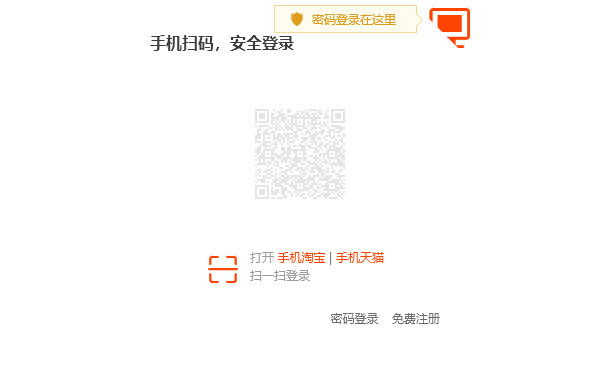 密码登录在这里
手机扫码，安全登录
打开 手机淘宝 | 手机天猫
扫一扫登录
密码登录 免费注册